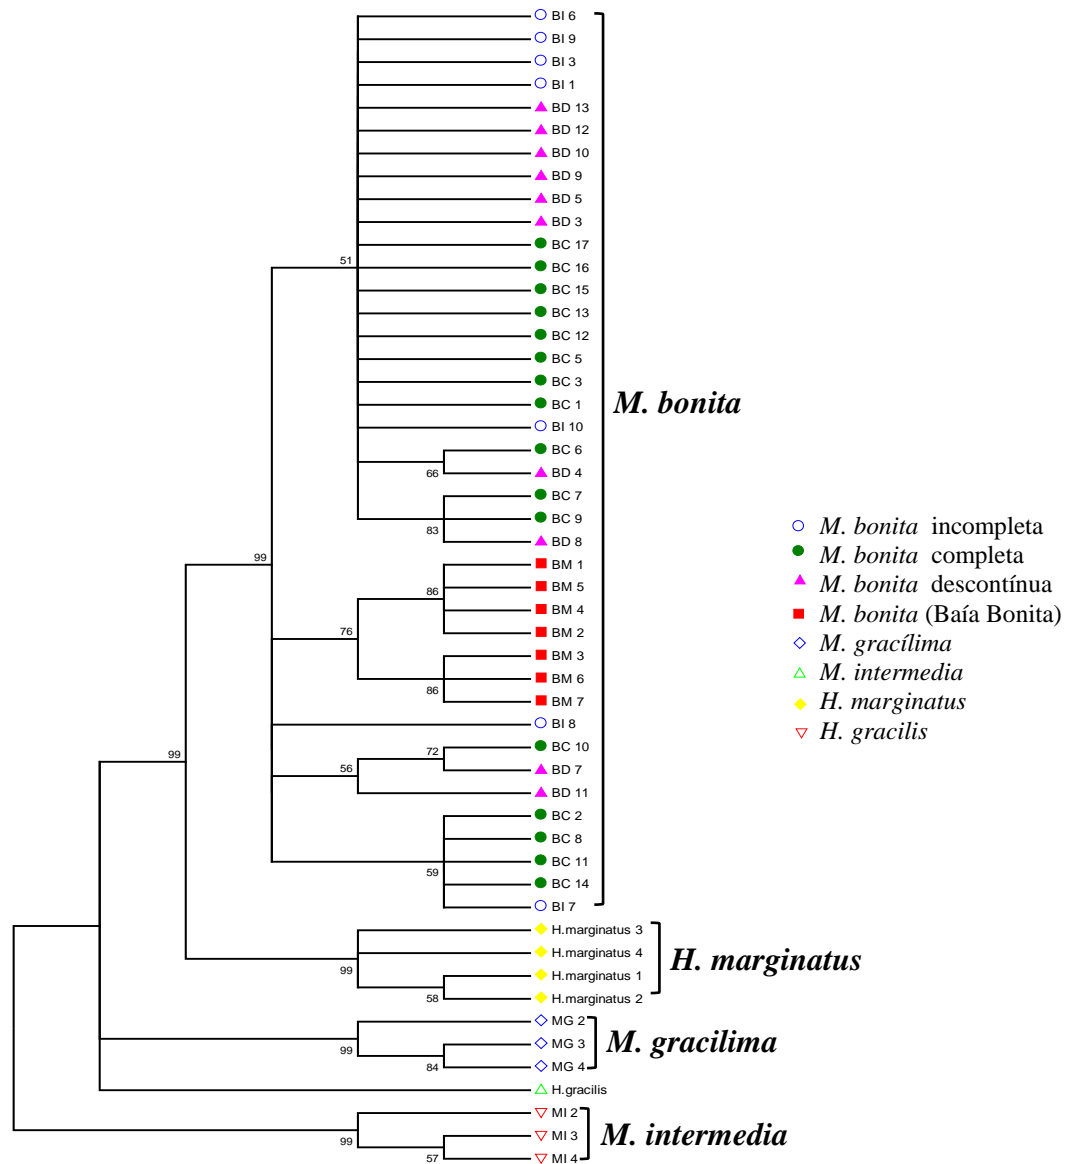 BI 6
BI 9
BI 3
BI 1
BD 13
BD 12
BD 10
BD 9
BD 5
BD 3
BC 17
51
BC 16
BC 15
BC 13
BC 12
BC 5
BC 3
BC 1
M. bonita
BI 10
BC 6
66
BD 4
BC 7
BC 9
83
BD 8
M. bonita incompleta
M. bonita completa
M. bonita descontínua
M. bonita (Baía Bonita)
M. gracílima
M. intermedia
H. marginatus
H. gracilis
99
BM 1
86
BM 5
BM 4
76
BM 2
BM 3
BM 6
86
BM 7
BI 8
99
72
BC 10
56
BD 7
BD 11
BC 2
BC 8
BC 11
59
BC 14
BI 7
H.marginatus 3
H.marginatus 4
H. marginatus
99
H.marginatus 1
58
H.marginatus 2
MG 2
99
MG 3
M. gracilima
84
MG 4
H.gracilis
MI 2
99
MI 3
M. intermedia
57
MI 4